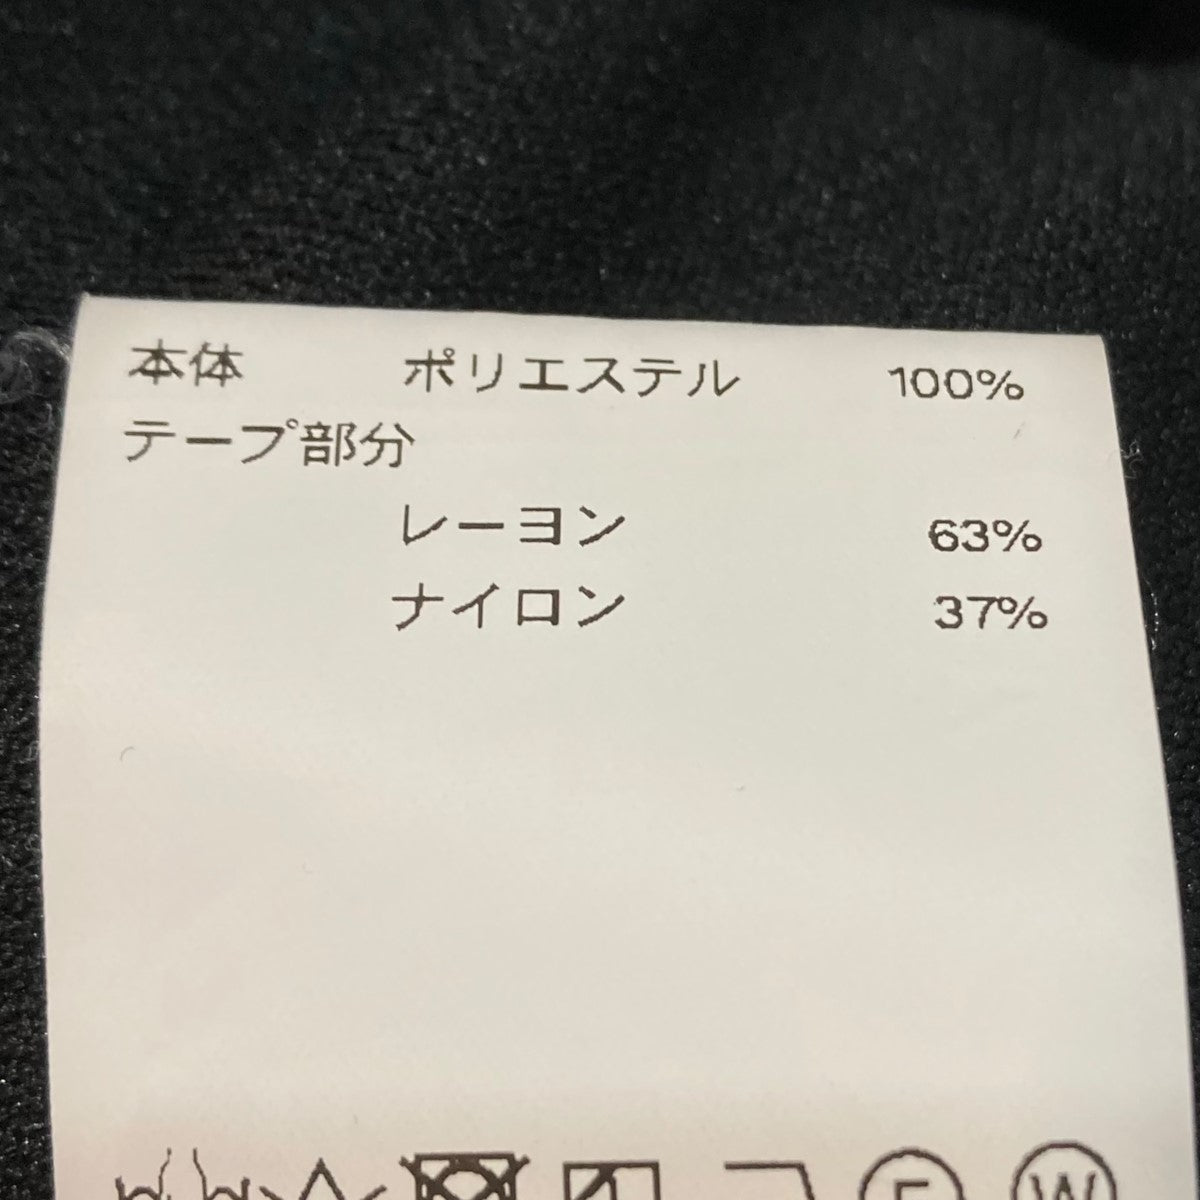 本体 ポリエステル 100%
テープ部分
レーヨン 63%
ナイロン 37%
F W